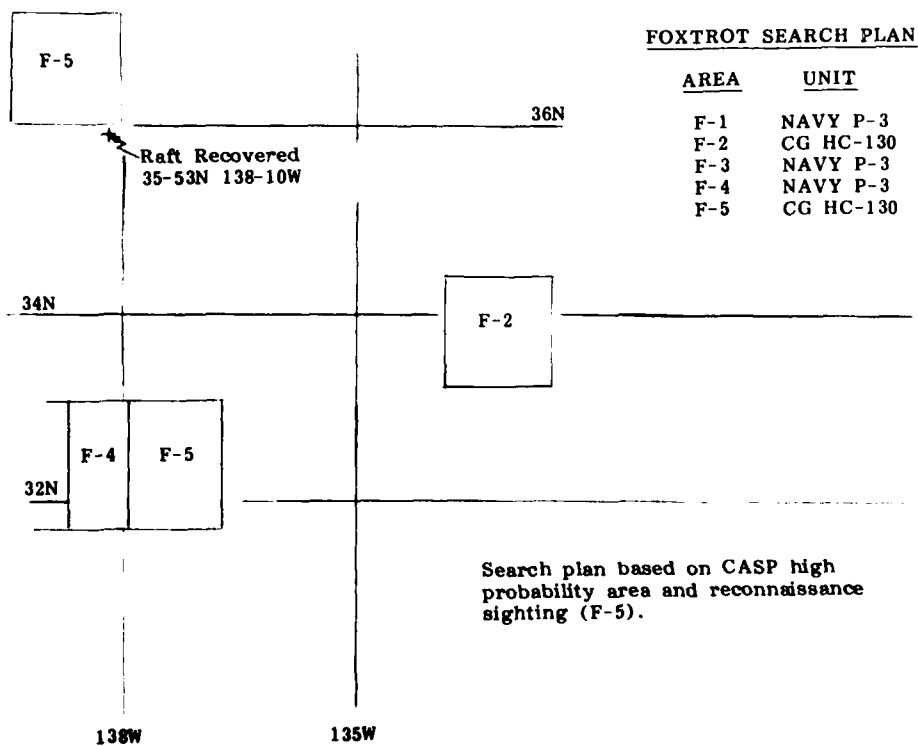 FOXTROT SEARCH PLAN
AREA UNIT
F-1 NAVY P-3
F-2 CG HC-130
F-3 NAVY P-3
F-4 NAVY P-3
F-5 CG HC-130
F-5
36N
Raft Recovered
35-53N 138-10W
34N
F-2
F-4 F-5
32N
Search plan based on CASP high
probability area and reconnaissance
sighting (F-5).
138W 135W